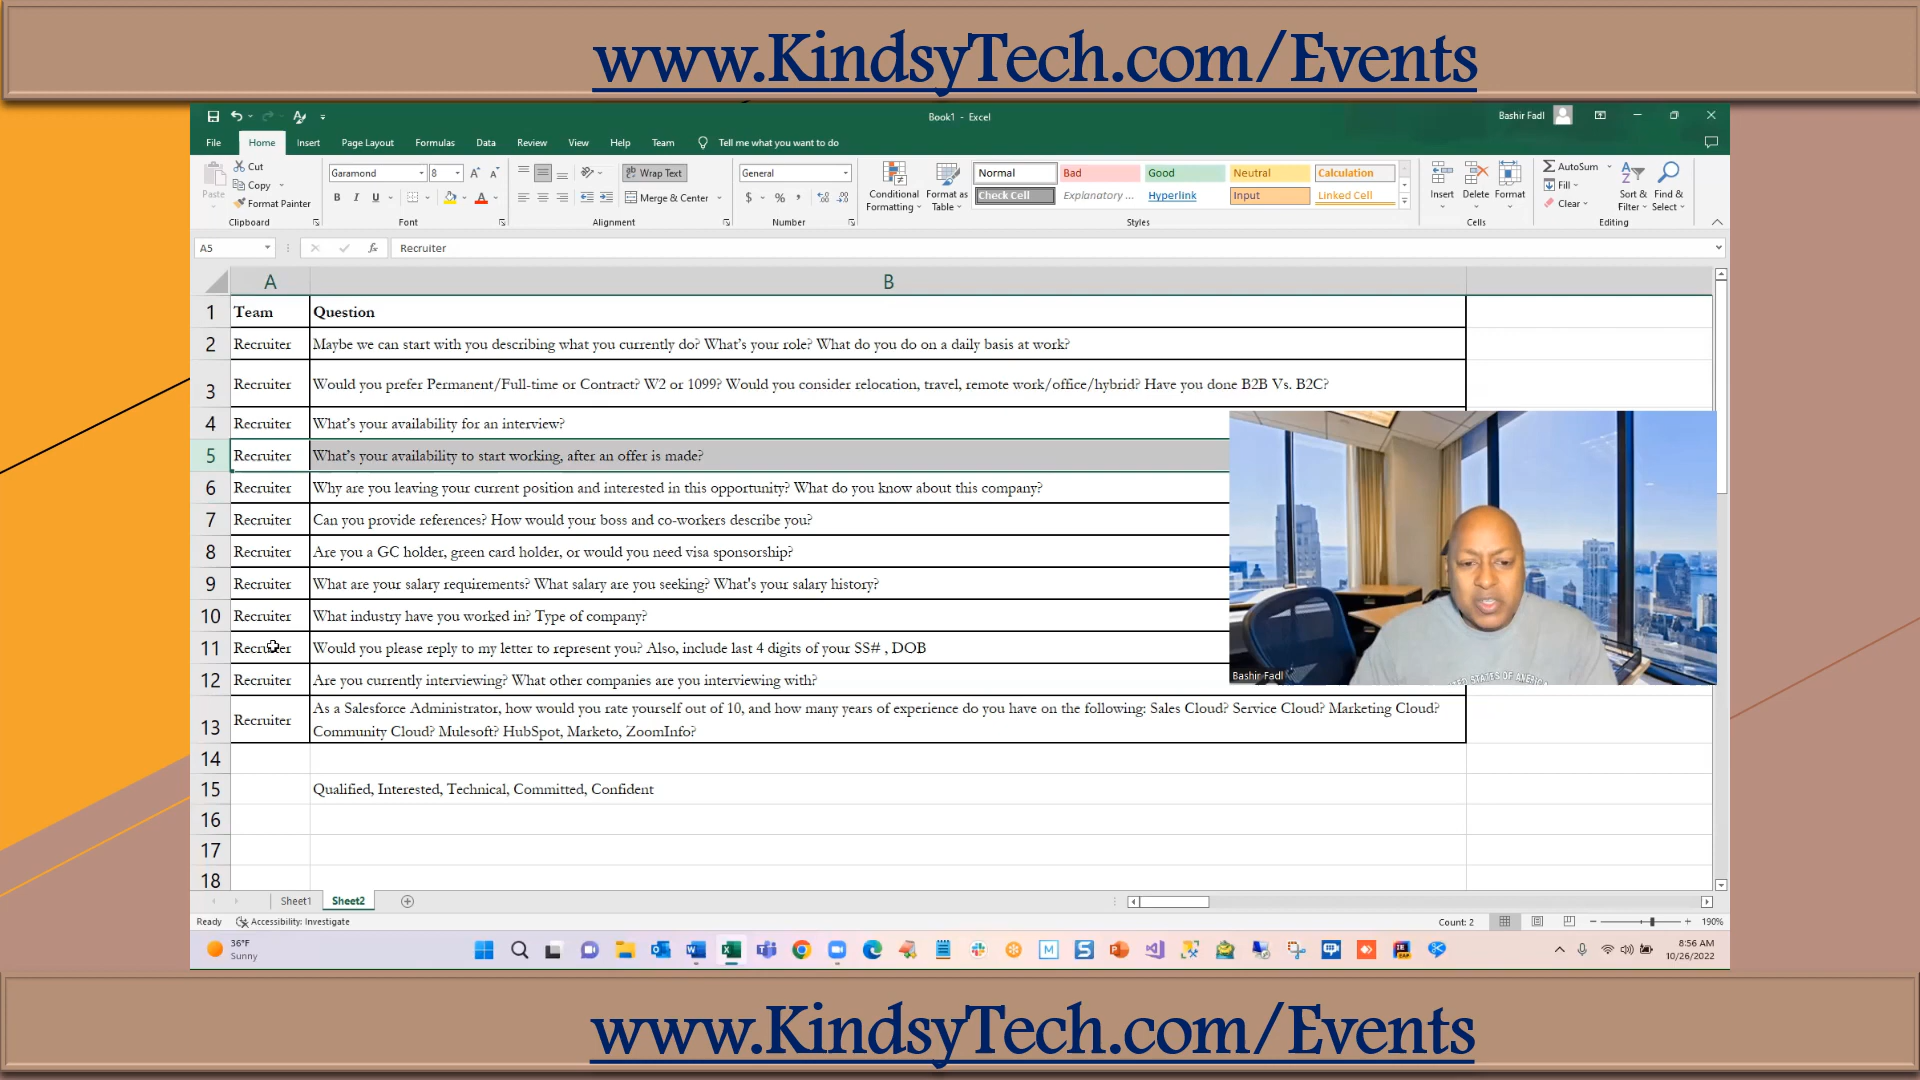 www.KindsyTech.com/Events
Book1 - Excel
Bashir Fadl
File Home Insert Page Layout Formulas Data Review View Help Team Tell me what you want to do
Paste
Cut
Copy
Format Painter
Clipboard
Garamond 8
B I U
Font
Wrap Text
Merge & Center
Alignment
General
$ % ,
Number
Conditional Formatting
Format as Table
Normal Bad Good Neutral Calculation
Check Cell Explanatory ... Hyperlink Input Linked Cell
Styles
Insert Delete Format
Cells
AutoSum
Fill
Clear
Sort & Filter
Find & Select
Editing
A5 fx Recruiter
A B
1 Team Question
2 Recruiter Maybe we can start with you describing what you currently do? What's your role? What do you do on a daily basis at work?
3 Recruiter Would you prefer Permanent/Full-time or Contract? W2 or 1099? Would you consider relocation, travel, remote work/office/hybrid? Have you done B2B Vs. B2C?
4 Recruiter What's your availability for an interview?
5 Recruiter What's your availability to start working, after an offer is made?
6 Recruiter Why are you leaving your current position and interested in this opportunity? What do you know about this company?
7 Recruiter Can you provide references? How would your boss and co-workers describe you?
8 Recruiter Are you a GC holder, green card holder, or would you need visa sponsorship?
9 Recruiter What are your salary requirements? What salary are you seeking? What's your salary history?
10 Recruiter What industry have you worked in? Type of company?
11 Recruiter Would you please reply to my letter to represent you? Also, include last 4 digits of your SS# , DOB
12 Recruiter Are you currently interviewing? What other companies are you interviewing with?
13 Recruiter As a Salesforce Administrator, how would you rate yourself out of 10, and how many years of experience do you have on the following: Sales Cloud? Service Cloud? Marketing Cloud?
Community Cloud? Mulesoft? HubSpot, Marketo, ZoomInfo?
14
15 Qualified, Interested, Technical, Committed, Confident
16
17
18
Bashir Fadl
Sheet1 Sheet2
Ready Accessibility: Investigate Count: 2 190%
36°F
Sunny
8:56 AM
10/26/2022
www.KindsyTech.com/Events